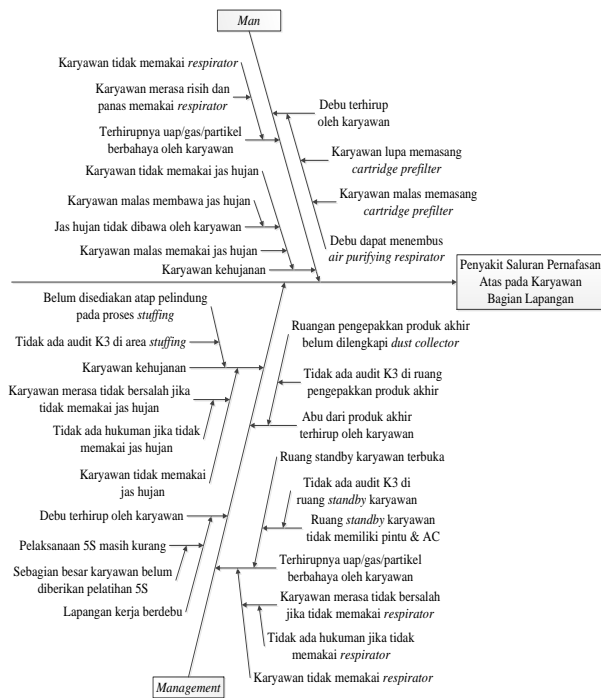 Man
Karyawan tidak memakai respirator
Karyawan merasa risih dan
panas memakai respirator
Terhirupnya uap/gas/partikel
berbahaya oleh karyawan
Karyawan tidak memakai jas hujan
Karyawan malas membawa jas hujan
Jas hujan tidak dibawa oleh karyawan
Karyawan malas memakai jas hujan
Karyawan kehujanan
Debu terhirup
oleh karyawan
Karyawan lupa memasang
cartridge prefilter
Karyawan malas memasang
cartridge prefilter
Debu dapat menembus
air purifying respirator
Penyakit Saluran Pernafasan
Atas pada Karyawan
Bagian Lapangan
Belum disediakan atap pelindung
pada proses stuffing
Tidak ada audit K3 di area stuffing
Karyawan kehujanan
Karyawan merasa tidak bersalah jika
tidak memakai jas hujan
Tidak ada hukuman jika tidak
memakai jas hujan
Karyawan tidak memakai
jas hujan
Debu terhirup oleh karyawan
Pelaksanaan 5S masih kurang
Sebagian besar karyawan belum
diberikan pelatihan 5S
Lapangan kerja berdebu
Ruangan pengepakkan produk akhir
belum dilengkapi dust collector
Tidak ada audit K3 di ruang
pengepakkan produk akhir
Abu dari produk akhir
terhirup oleh karyawan
Ruang standby karyawan terbuka
Tidak ada audit K3 di
ruang standby karyawan
Ruang standby karyawan
tidak memiliki pintu & AC
Terhirupnya uap/gas/partikel
berbahaya oleh karyawan
Karyawan merasa tidak bersalah
jika tidak memakai respirator
Tidak ada hukuman jika tidak
memakai respirator
Karyawan tidak memakai respirator
Management